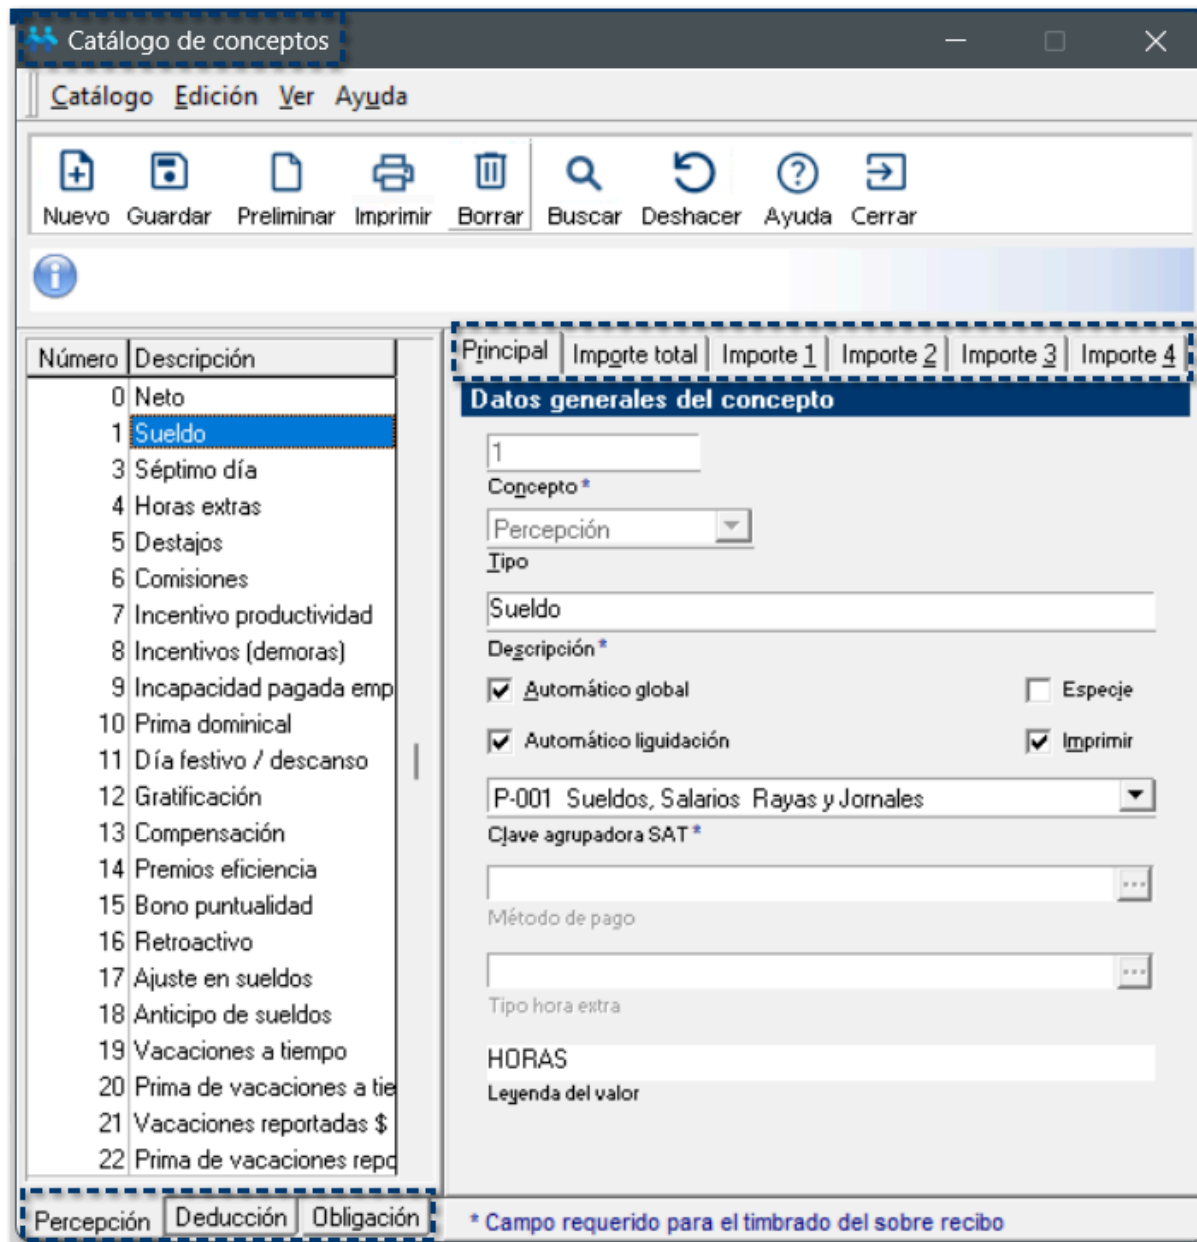 Catálogo de conceptos
Catálogo Edición Ver Ayuda
Nuevo Guardar Preliminar Imprimir Borrar Buscar Deshacer Ayuda Cerrar
Número Descripción
0 Neto
1 Sueldo
3 Séptimo día
4 Horas extras
5 Destajos
6 Comisiones
7 Incentivo productividad
8 Incentivos (demoras)
9 Incapacidad pagada emp
10 Prima dominical
11 Día festivo / descanso
12 Gratificación
13 Compensación
14 Premios eficiencia
15 Bono puntualidad
16 Retroactivo
17 Ajuste en sueldos
18 Anticipo de sueldos
19 Vacaciones a tiempo
20 Prima de vacaciones a tie
21 Vacaciones reportadas $
22 Prima de vacaciones repo
Percepción Deducción Obligación
Principal Importe total Importe 1 Importe 2 Importe 3 Importe 4
Datos generales del concepto
1
Concepto *
Percepción
Tipo
Sueldo
Descripción *
Automático global Especie
Automático liquidación Imprimir
P-001 Sueldos, Salarios Rayas y Jornales
Clave agrupadora SAT *
Método de pago
Tipo hora extra
HORAS
Leyenda del valor
* Campo requerido para el timbrado del sobre recibo